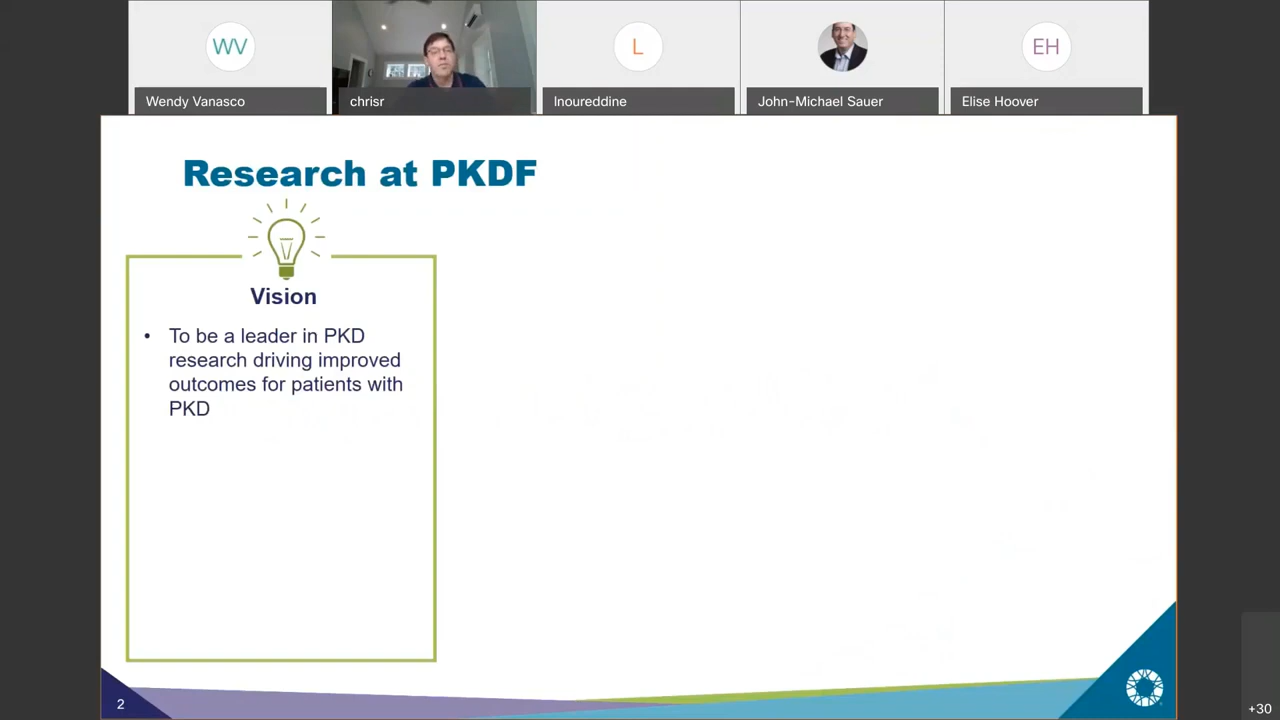 WV
L
EH
Wendy Vanasco
chrisr
lnoureddine
John-Michael Sauer
Elise Hoover
Research at PKDF
Vision
• To be a leader in PKD
research driving improved
outcomes for patients with
PKD
2
+30